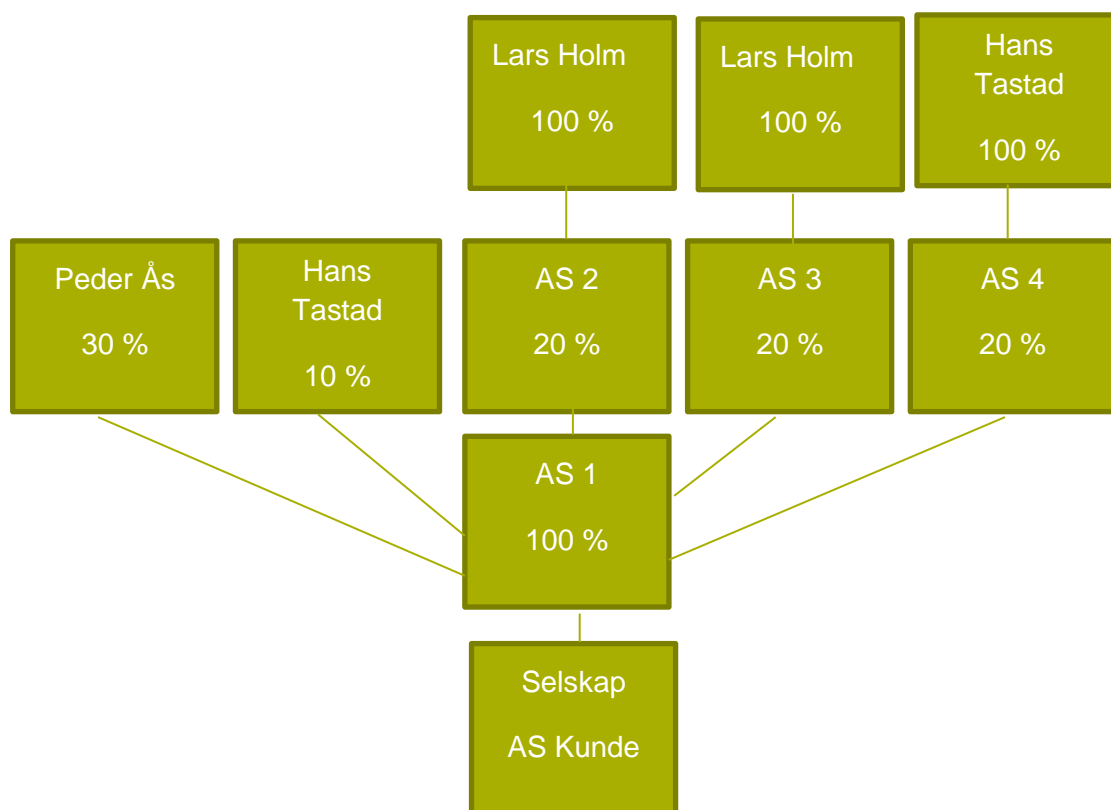 Lars Holm
100 %
Lars Holm
100 %
Hans
Tastad
100 %
Peder Ås
30 %
Hans
Tastad
10 %
AS 2
20 %
AS 3
20 %
AS 4
20 %
AS 1
100 %
Selskap
AS Kunde